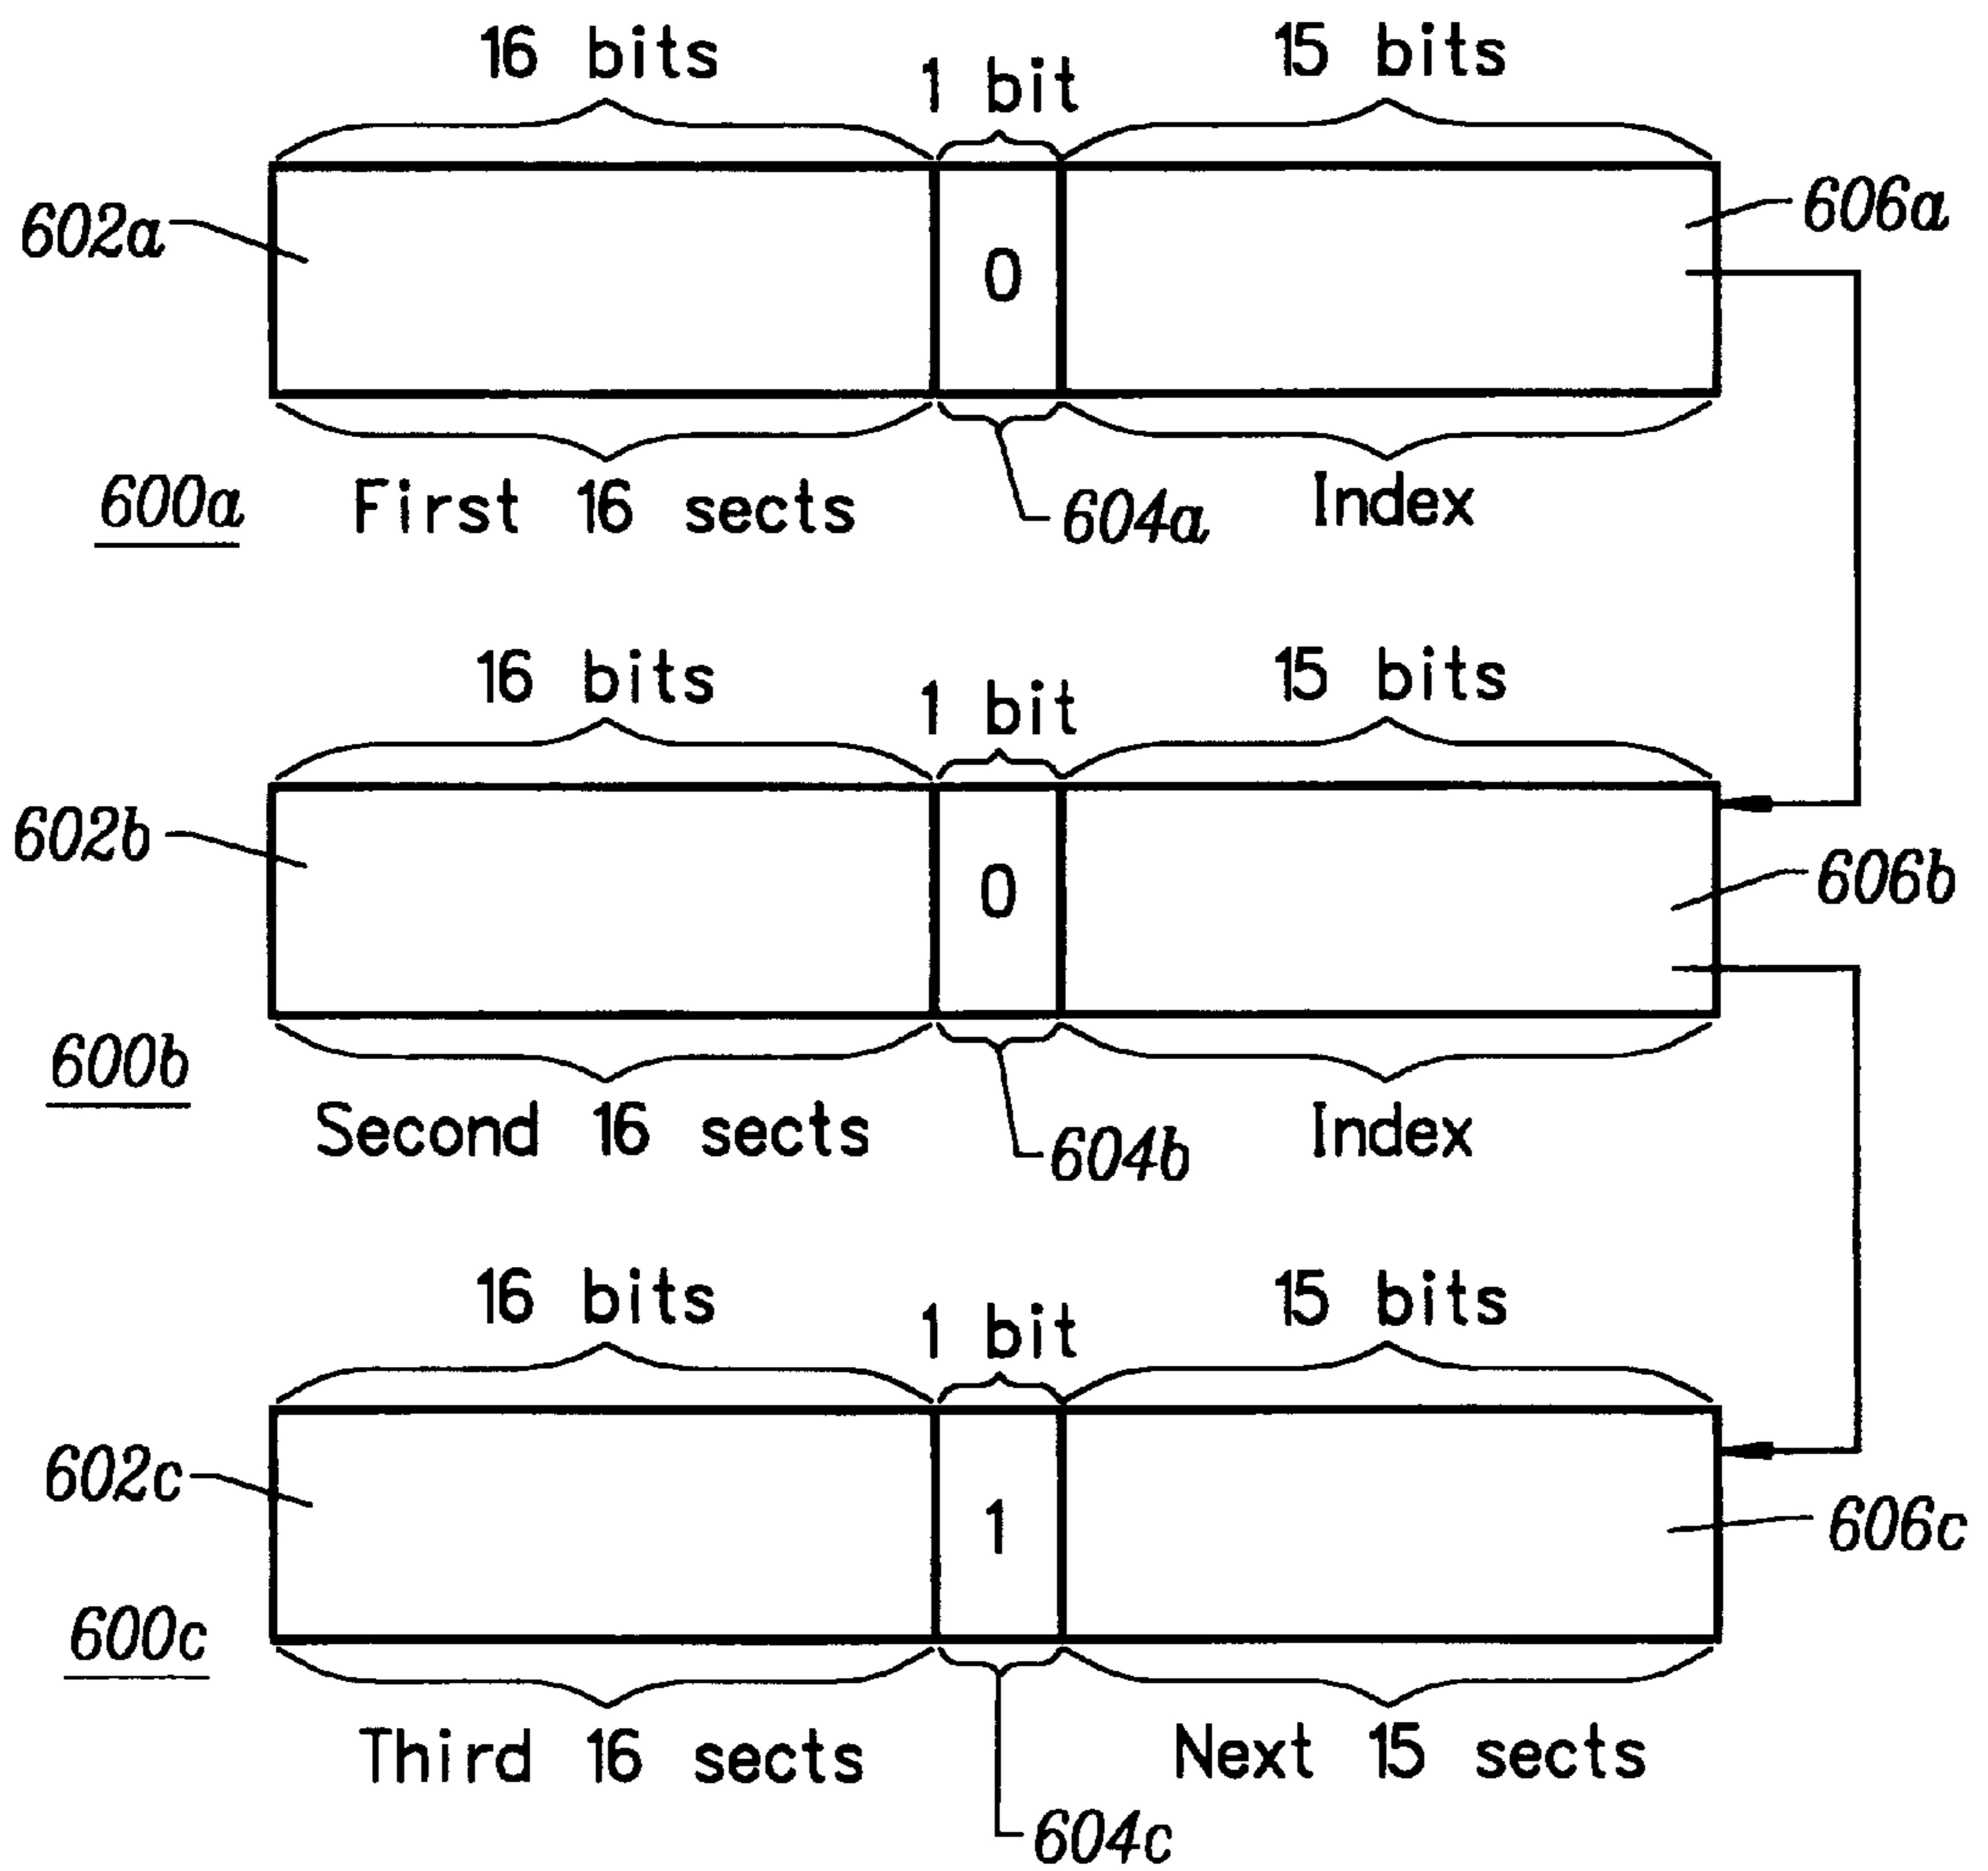 16 bits 1 bit 15 bits
602a 0 606a
600a First 16 sects 604a Index
16 bits 1 bit 15 bits
602b 0 606b
600b Second 16 sects 604b Index
16 bits 1 bit 15 bits
602c 1 606c
600c Third 16 sects Next 15 sects
604c